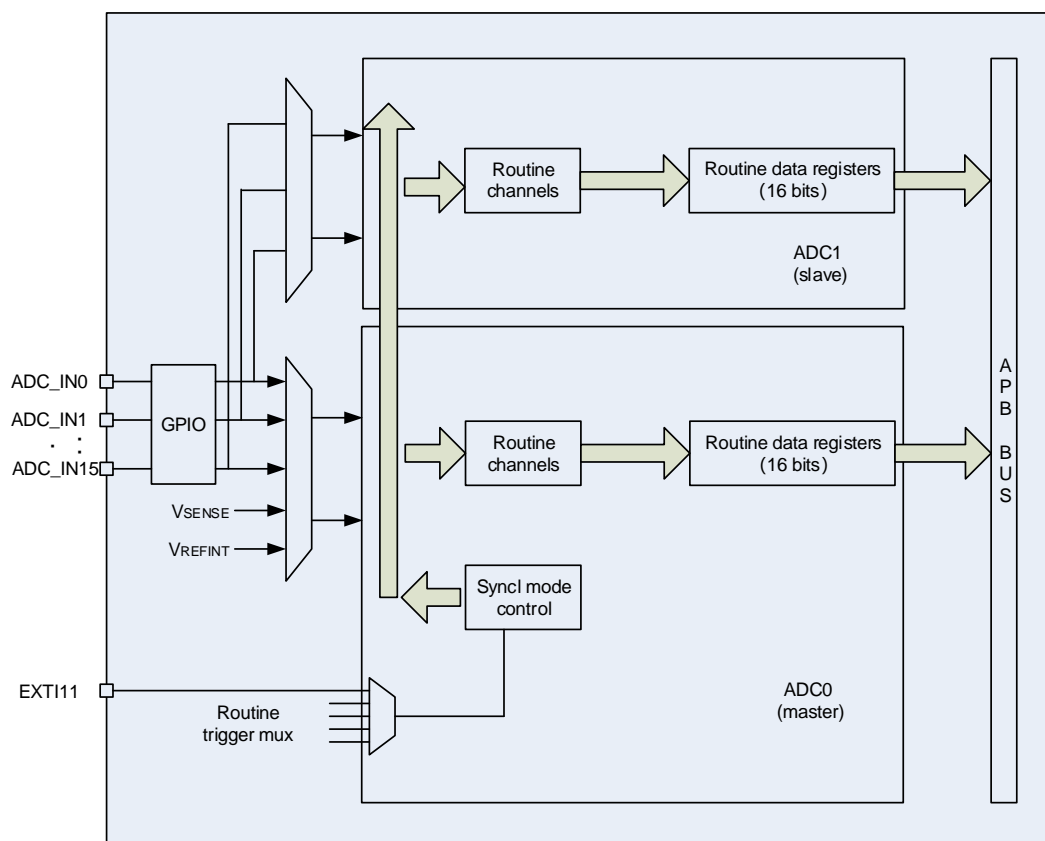 Routine
channels
Routine data registers
(16 bits)
ADC1
(slave)
ADC_IN0
ADC_IN1
. .
. .
ADC_IN15
GPIO
VSENSE
VREFINT
Routine
channels
Routine data registers
(16 bits)
A
P
B
B
U
S
Syncl mode
control
EXTI11
Routine
trigger mux
ADC0
(master)